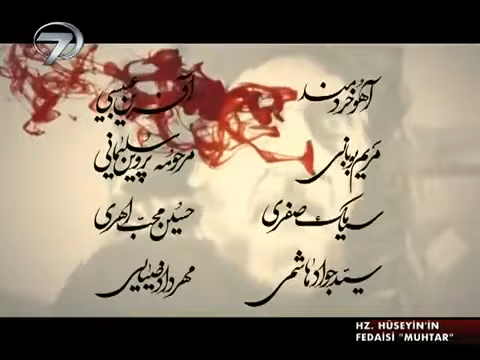 7
آهو خردمند
آفرین عبیسی
مریم بوبانی
مرحومه پروین سلیمانی
سیامک صفری
حسین محب اهری
سیّد جواد هاشمی
مهرداد ضیایی
HZ. HÜSEYİN'İN
FEDAİSİ "MUHTAR"